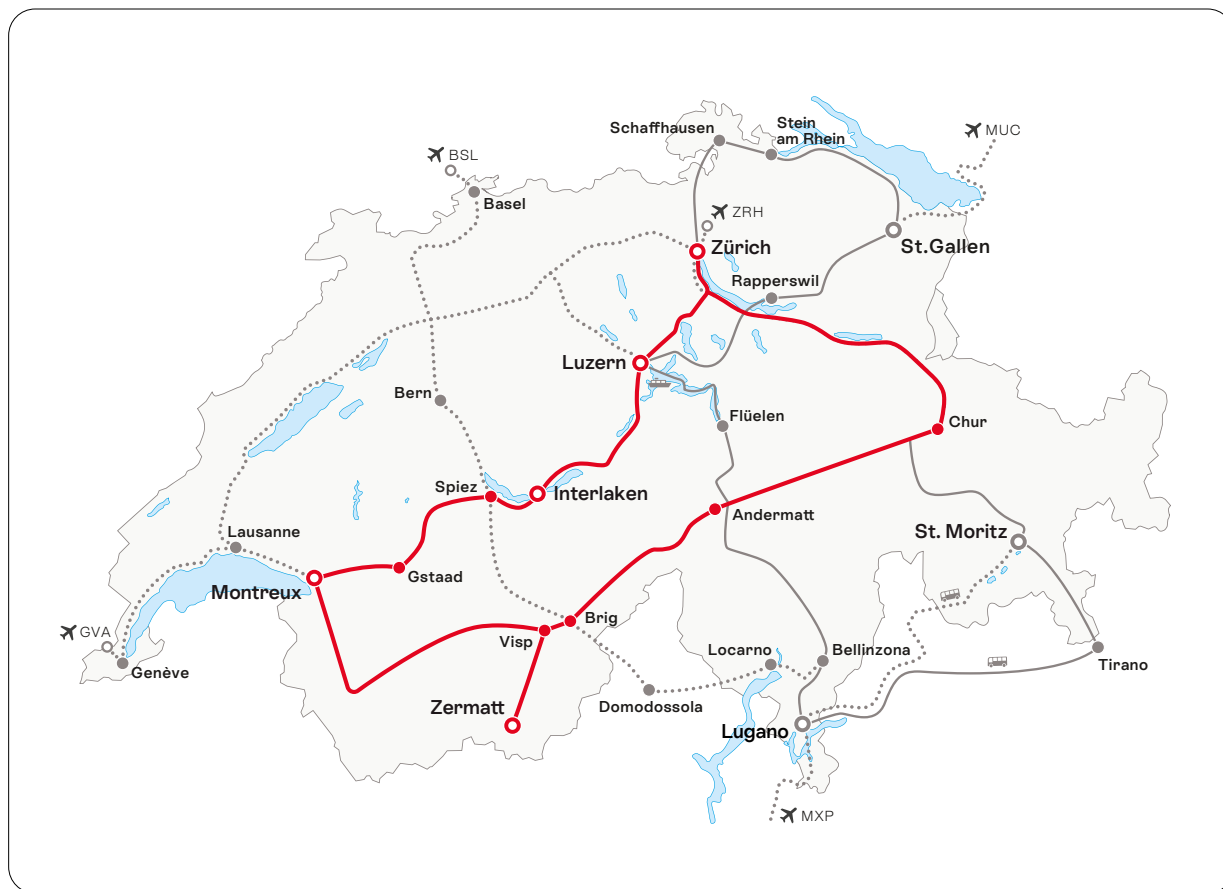 Schaffhausen
Stein
am Rhein
MUC
BSL
Basel
ZRH
Zürich
St.Gallen
Rapperswil
Luzern
Bern
Flüelen
Chur
Spiez
Interlaken
Andermatt
Lausanne
St. Moritz
Gstaad
Montreux
Brig
GVA
Visp
Genève
Locarno
Bellinzona
Tirano
Zermatt
Domodossola
Lugano
MXP